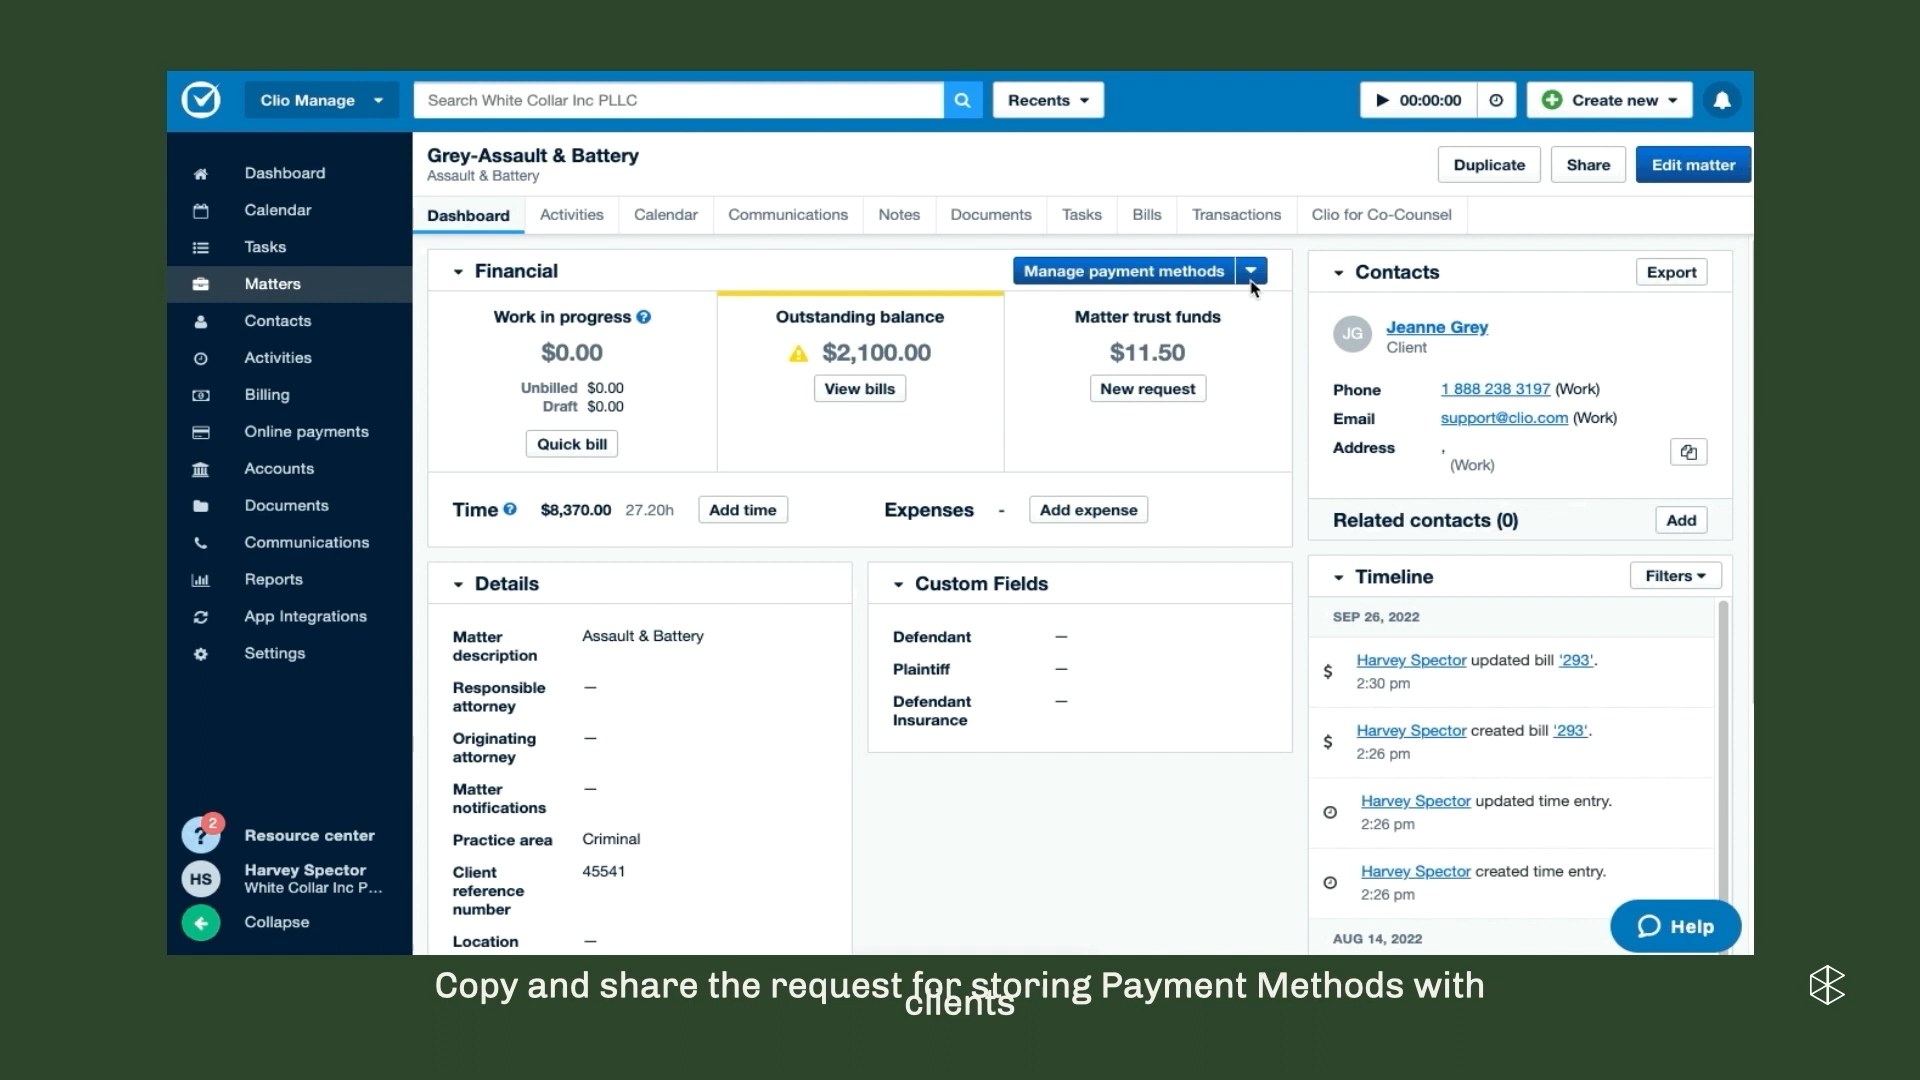 Clio Manage
Search White Collar Inc PLLC
Recents
00:00:00
Create new
Dashboard
Calendar
Tasks
Matters
Contacts
Activities
Billing
Online payments
Accounts
Documents
Communications
Reports
App Integrations
Settings
2
?
Resource center
HS
Harvey Spector
White Collar Inc P...
Collapse
Grey-Assault & Battery
Assault & Battery
Duplicate
Share
Edit matter
Dashboard
Activities
Calendar
Communications
Notes
Documents
Tasks
Bills
Transactions
Clio for Co-Counsel
Financial
Manage payment methods
Work in progress ?
$0.00
Unbilled $0.00
Draft $0.00
Quick bill
Outstanding balance
$2,100.00
View bills
Matter trust funds
$11.50
New request
Time ? $8,370.00 27.20h
Add time
Expenses -
Add expense
Details
Matter description
Assault & Battery
Responsible attorney
—
Originating attorney
—
Matter notifications
—
Practice area
Criminal
Client reference number
45541
Location
—
Custom Fields
Defendant —
Plaintiff —
Defendant Insurance —
Contacts
Export
JG
Jeanne Grey
Client
Phone 1 888 238 3197 (Work)
Email support@clio.com (Work)
Address ,
(Work)
Related contacts (0)
Add
Timeline
Filters
SEP 26, 2022
$ Harvey Spector updated bill '293'.
2:30 pm
$ Harvey Spector created bill '293'.
2:26 pm
Harvey Spector updated time entry.
2:26 pm
Harvey Spector created time entry.
2:26 pm
AUG 14, 2022
Help
Copy and share the request for storing Payment Methods with
clients